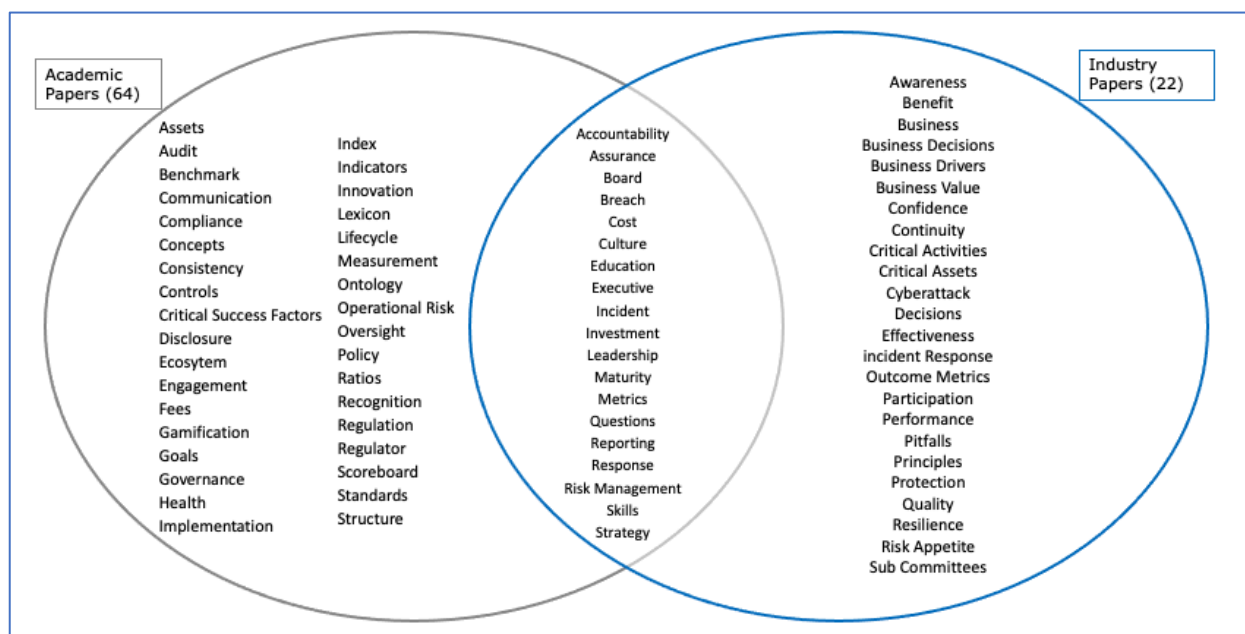 Academic
Papers (64)
Assets
Audit
Benchmark
Communication
Compliance
Concepts
Consistency
Controls
Critical Success Factors
Disclosure
Ecosytem
Engagement
Fees
Gamification
Goals
Governance
Health
Implementation
Index
Indicators
Innovation
Lexicon
Lifecycle
Measurement
Ontology
Operational Risk
Oversight
Policy
Ratios
Recognition
Regulation
Regulator
Scoreboard
Standards
Structure
Accountability
Assurance
Board
Breach
Cost
Culture
Education
Executive
Incident
Investment
Leadership
Maturity
Metrics
Questions
Reporting
Response
Risk Management
Skills
Strategy
Industry
Papers (22)
Awareness
Benefit
Business
Business Decisions
Business Drivers
Business Value
Confidence
Continuity
Critical Activities
Critical Assets
Cyberattack
Decisions
Effectiveness
incident Response
Outcome Metrics
Participation
Performance
Pitfalls
Principles
Protection
Quality
Resilience
Risk Appetite
Sub Committees